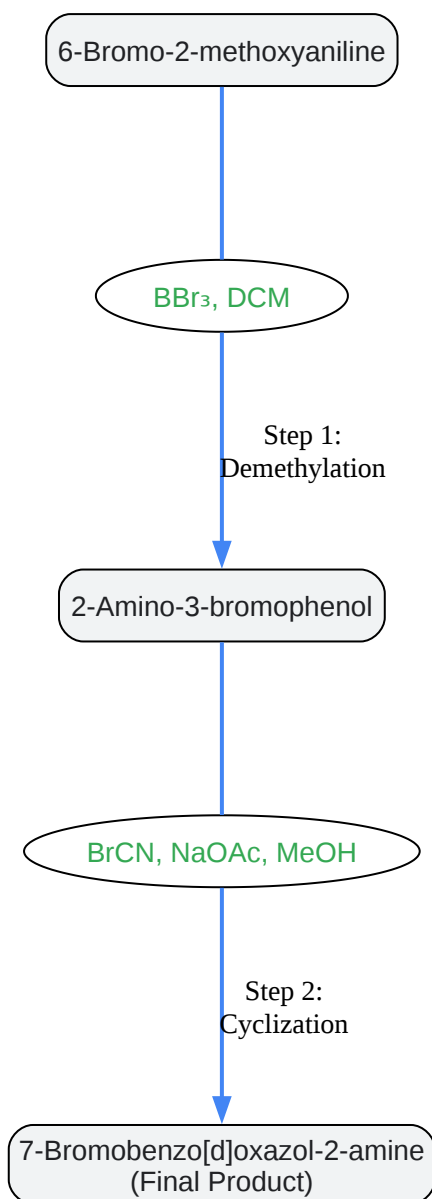 6-Bromo-2-methoxyaniline
BBr₃, DCM
Step 1:
Demethylation
2-Amino-3-bromophenol
BrCN, NaOAc, MeOH
Step 2:
Cyclization
7-Bromobenzo[d]oxazol-2-amine
(Final Product)